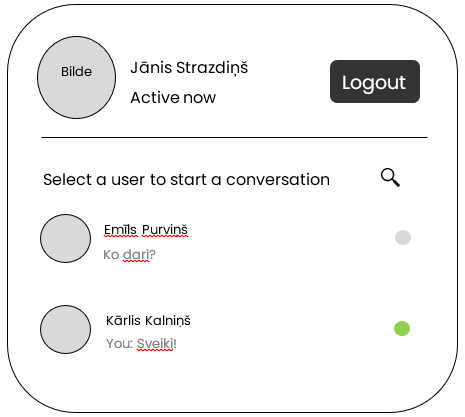 Bilde
Jānis Strazdiņš
Active now
Logout
Select a user to start a conversation
Emīls Purviņš
Ko dari?
Kārlis Kalniņš
You: Sveiki!